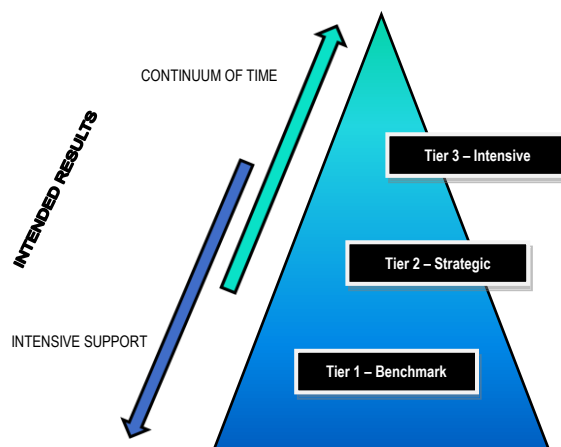 CONTINUUM OF TIME
INTENDED RESULTS
Tier 3 – Intensive
Tier 2 – Strategic
INTENSIVE SUPPORT
Tier 1 – Benchmark